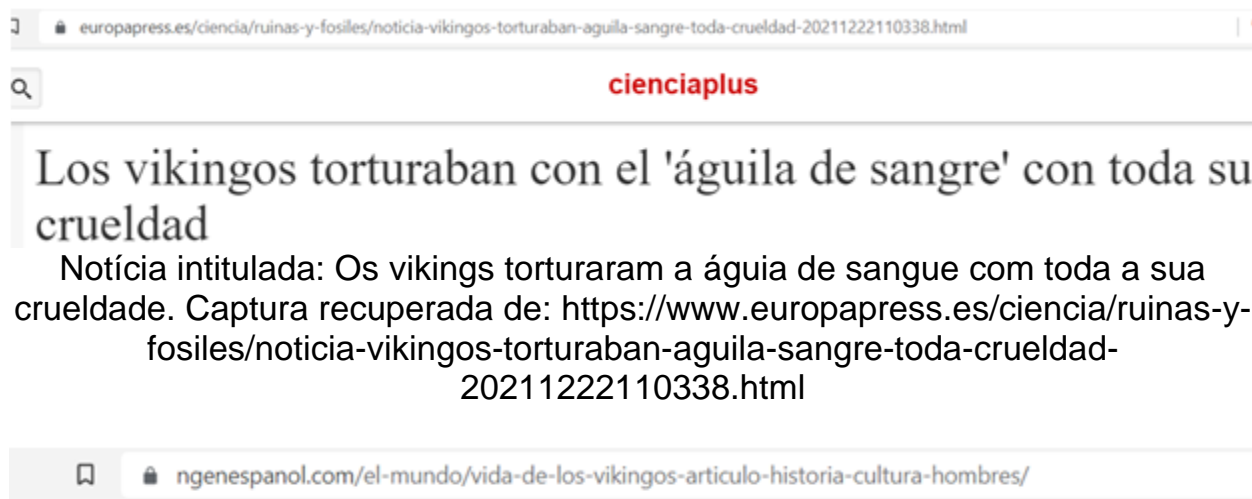 europapress.es/ciencia/ruinas-y-fosiles/noticia-vikingos-torturaban-aguila-sangre-toda-crueldad-20211222110338.html
cienciaplus
Los vikingos torturaban con el 'águila de sangre' con toda su
crueldad
Notícia intitulada: Os vikings torturaram a águia de sangue com toda a sua
crueldade. Captura recuperada de: https://www.europapress.es/ciencia/ruinas-y-
fosiles/noticia-vikingos-torturaban-aguila-sangre-toda-crueldad-
20211222110338.html
ngenespanol.com/el-mundo/vida-de-los-vikingos-articulo-historia-cultura-hombres/